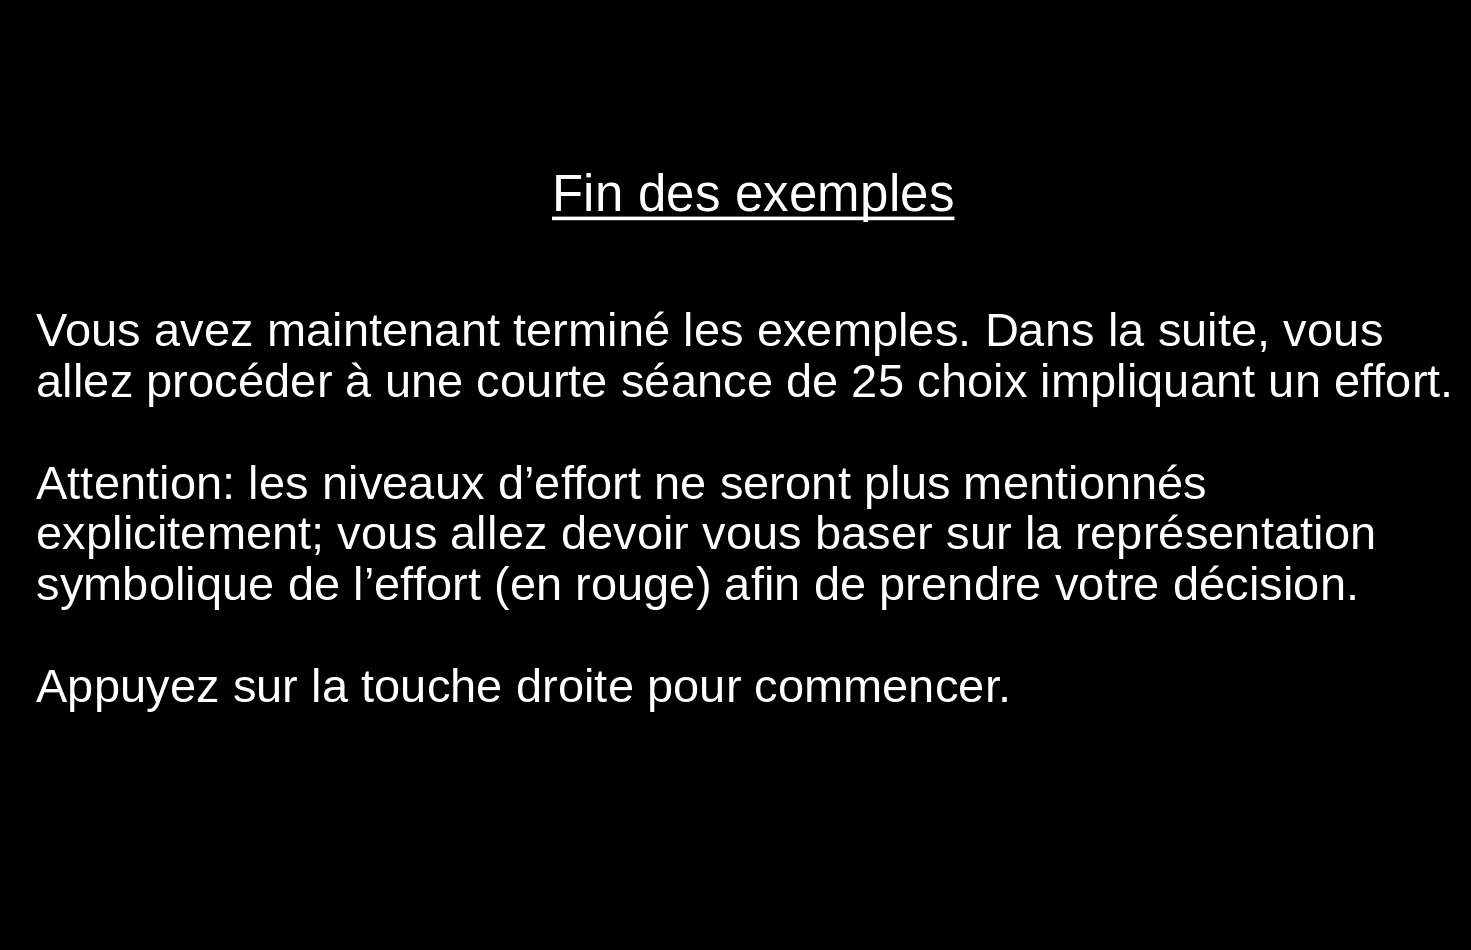 Fin des exemples
Vous avez maintenant terminé les exemples. Dans la suite, vous
allez procéder à une courte séance de 25 choix impliquant un effort.
Attention: les niveaux d’effort ne seront plus mentionnés
explicitement; vous allez devoir vous baser sur la représentation
symbolique de l’effort (en rouge) afin de prendre votre décision.
Appuyez sur la touche droite pour commencer.